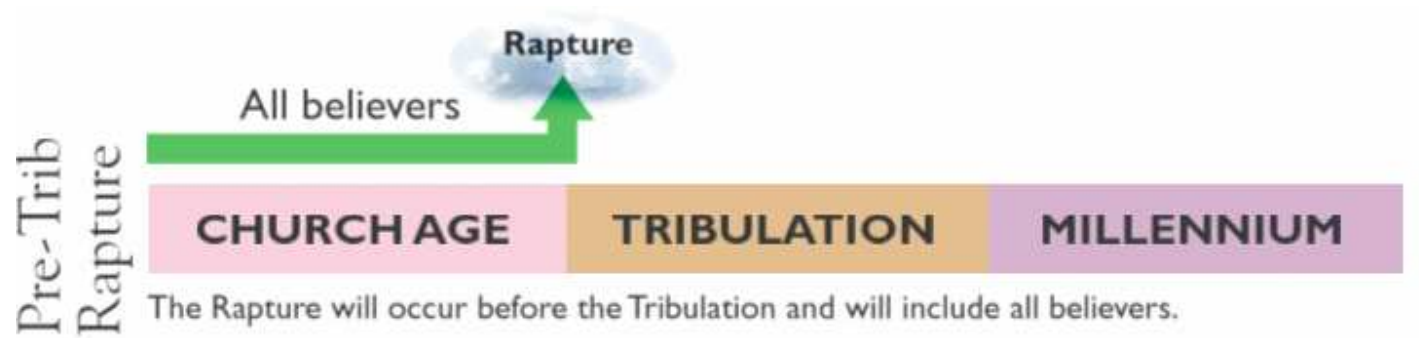 Rapture
All believers
Pre-Trib
Rapture
CHURCH AGE TRIBULATION MILLENNIUM
The Rapture will occur before the Tribulation and will include all believers.